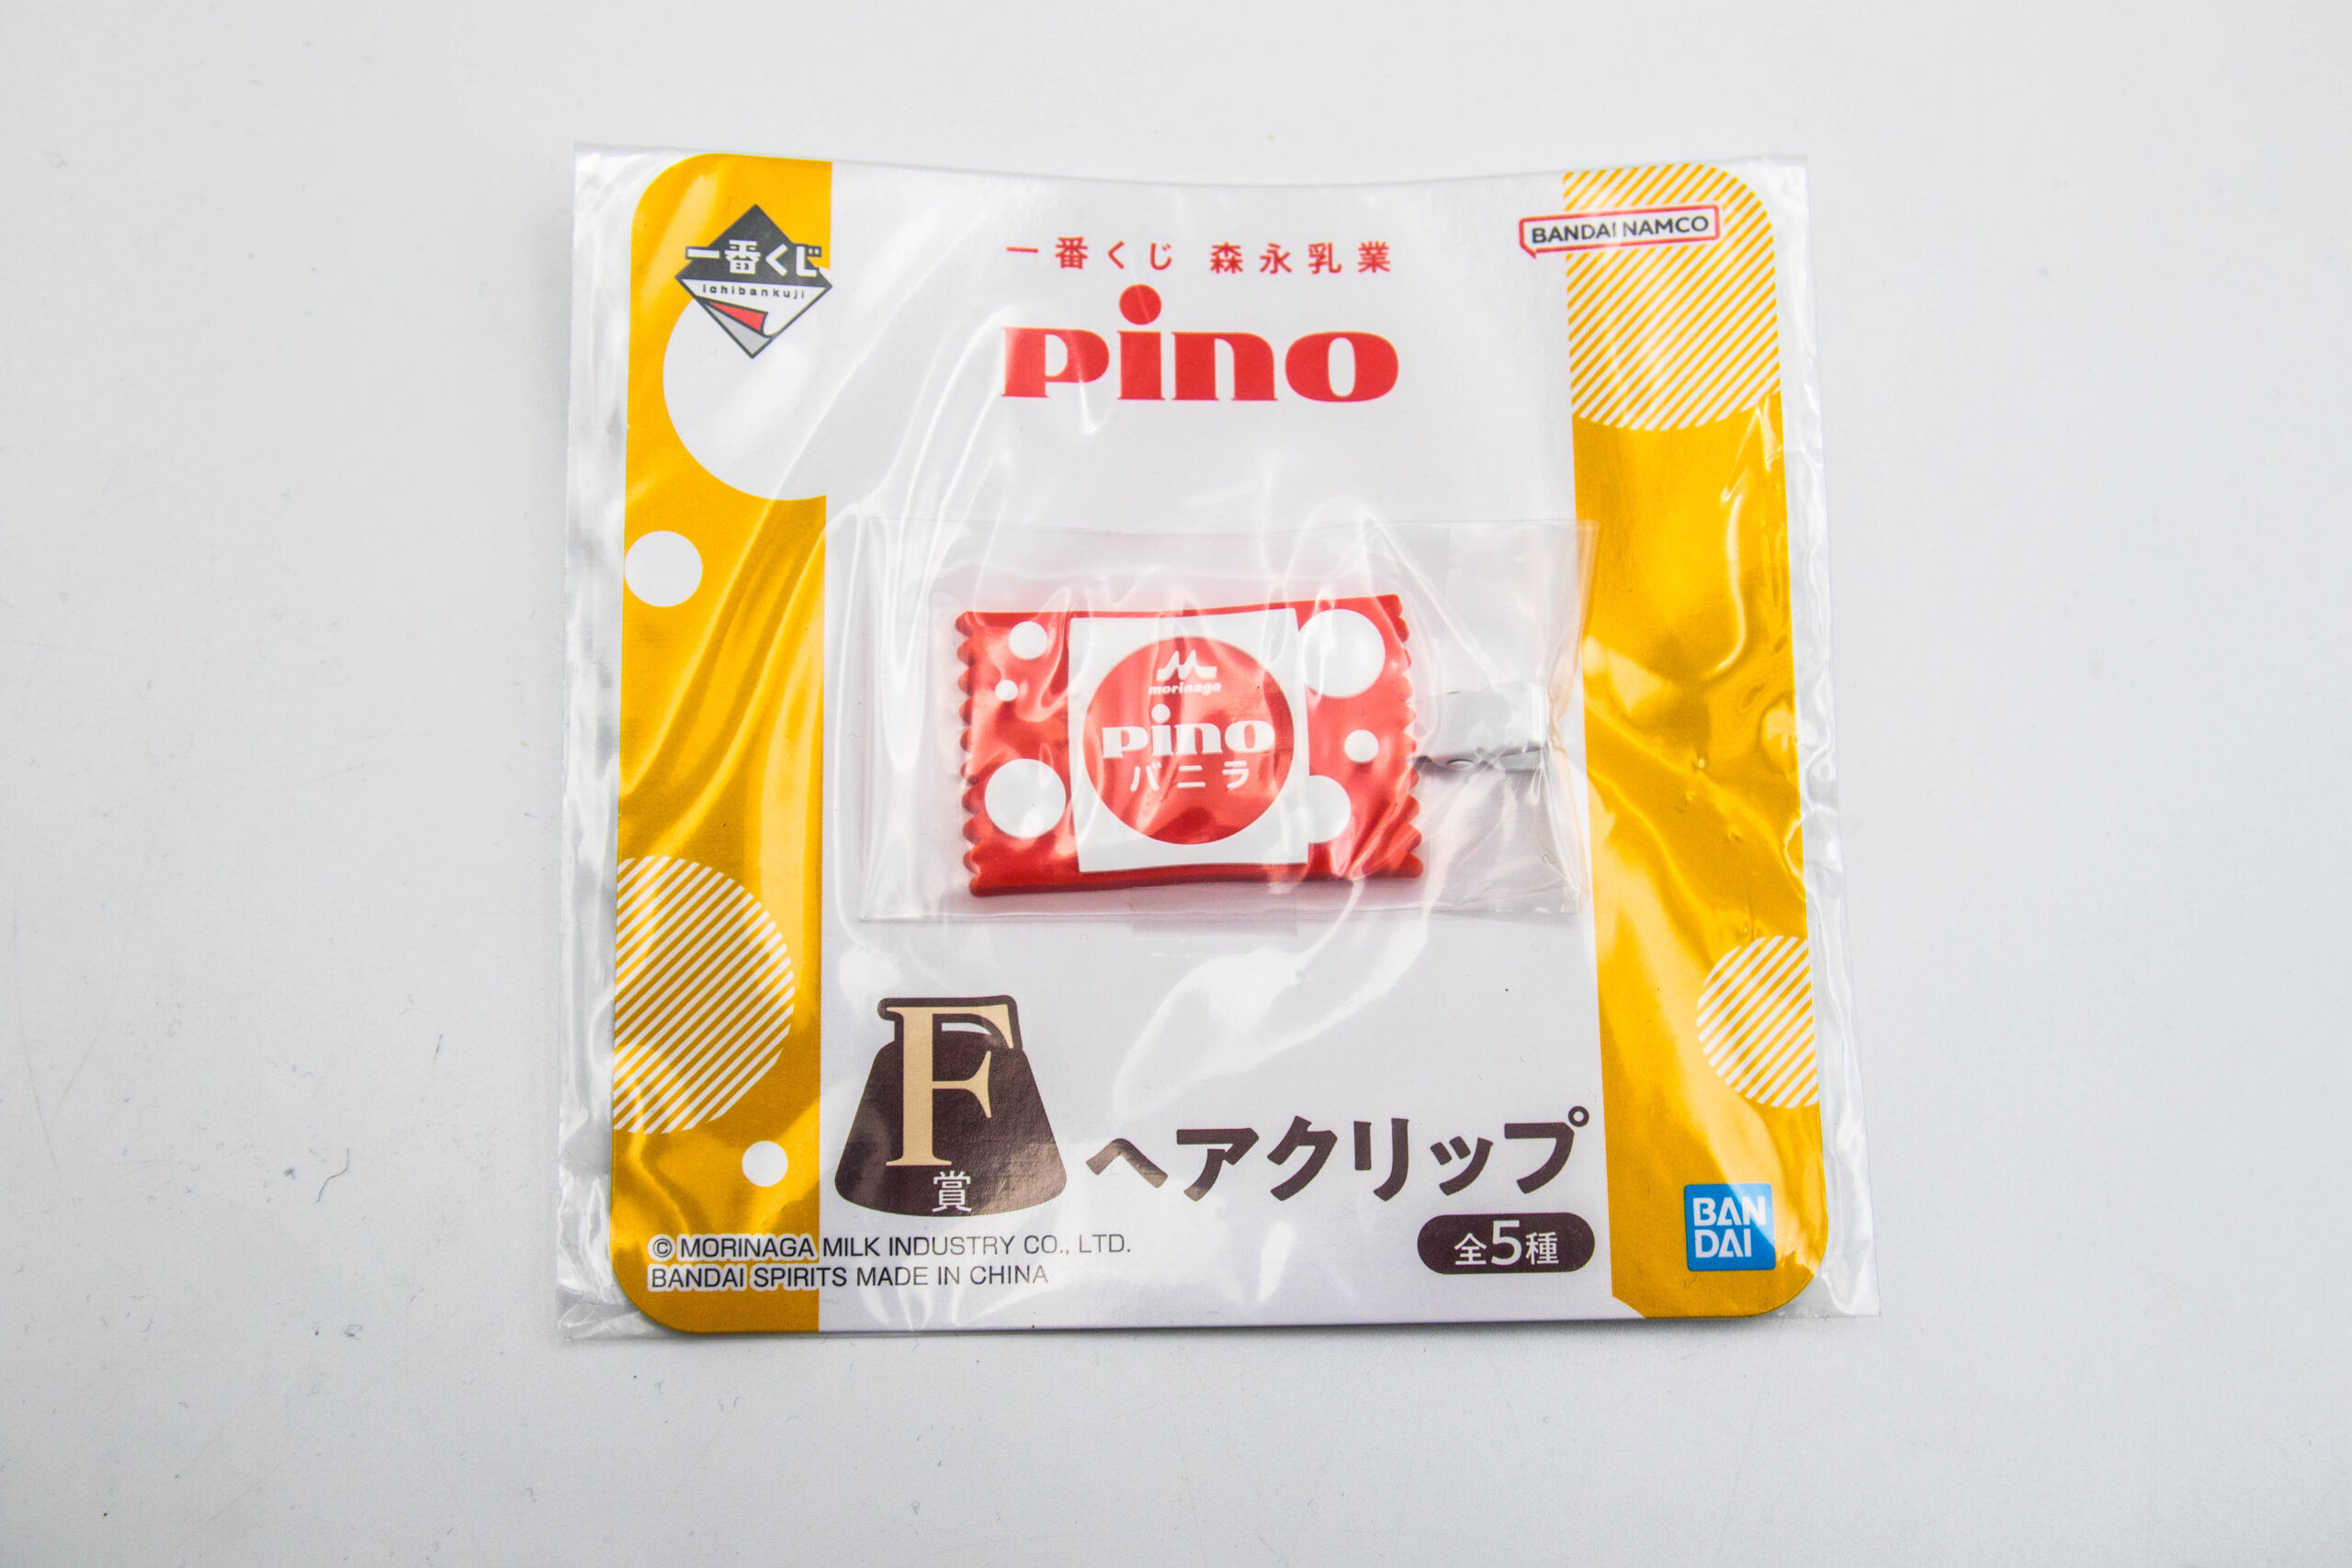 一番くじ
ichibankuji
一番くじ 森永乳業
BANDAI NAMCO
pino
morinaga
pino
バニラ
F
賞
ヘアクリップ
全5種
© MORINAGA MILK INDUSTRY CO., LTD.
BANDAI SPIRITS MADE IN CHINA
BAN
DAI